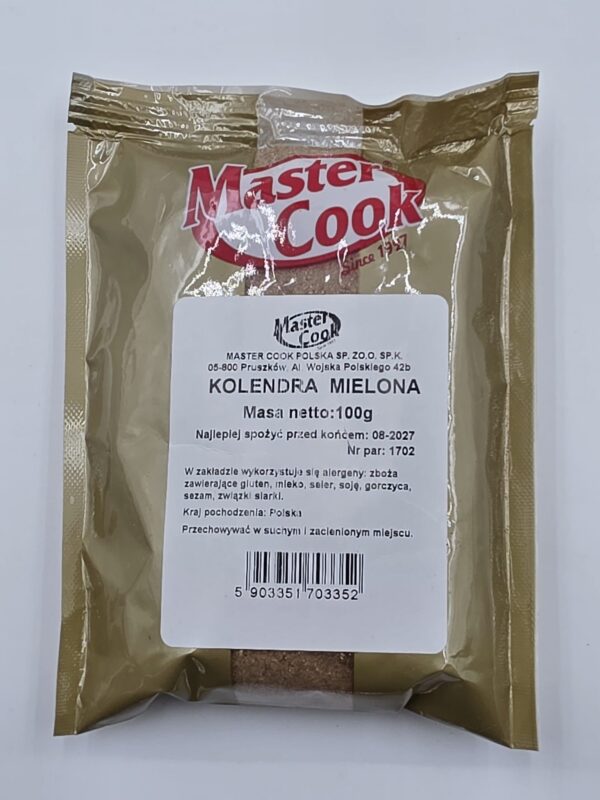 Master
Cook
Since 1987
Master
Cook
MASTER COOK POLSKA SP. ZO.O. SP.K.
05-800 Pruszków, Al. Wojska Polskiego 42b
KOLENDRA MIELONA
Masa netto:100g
Najlepiej spożyć przed końcem: 08-2027
Nr par: 1702
W zakładzie wykorzystuje się alergeny: zboża
zawierające gluten, mleko, seler, soję, gorczyca,
sezam, związki siarki.
Kraj pochodzenia: Polska
Przechowywać w suchym i zacienionym miejscu.
5 903351 703352